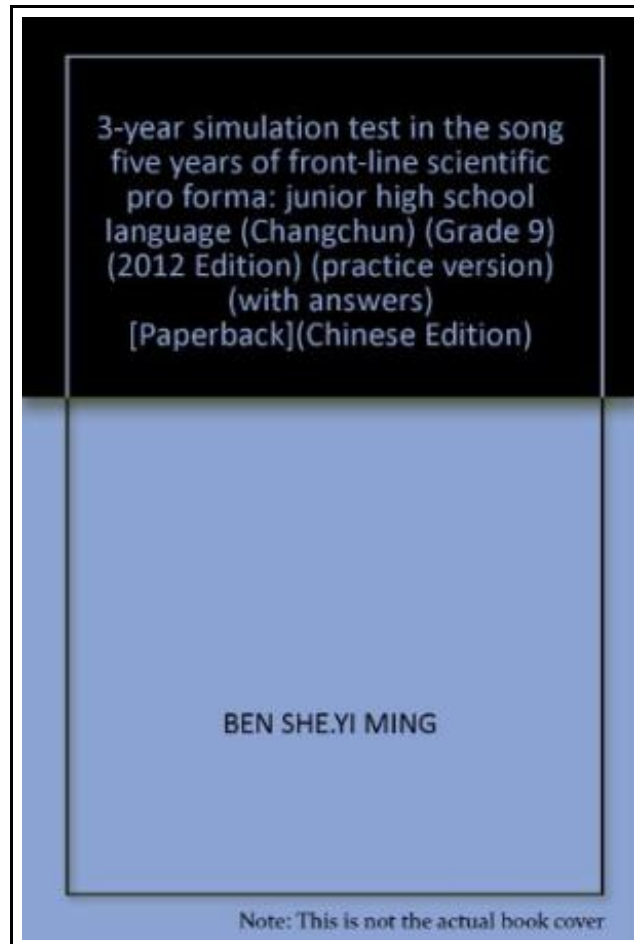 3-year simulation test in the song
five years of front-line scientific
pro forma: junior high school
language (Changchun) (Grade 9)
(2012 Edition) (practice version)
(with answers)
[Paperback](Chinese Edition)
BEN SHE.YI MING
Note: This is not the actual book cover